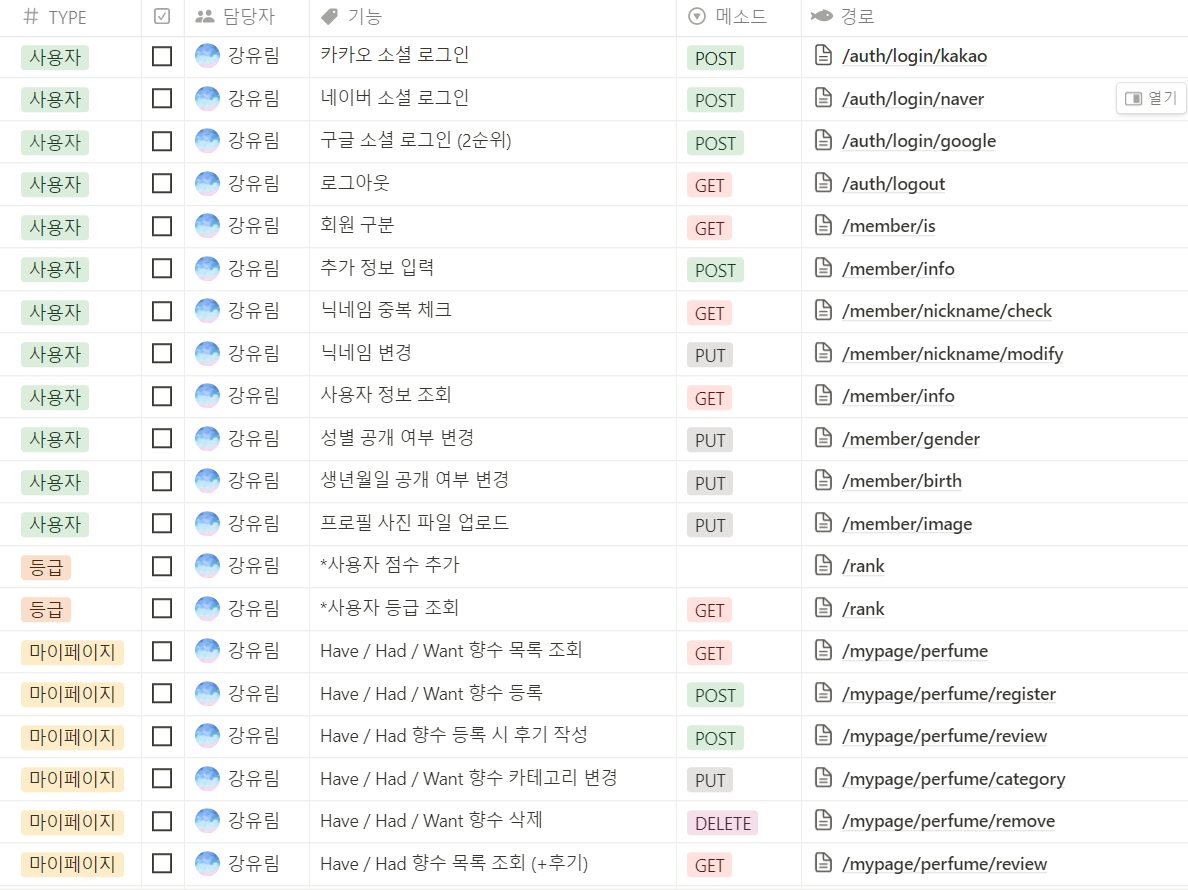 TYPE 담당자 기능 메소드 경로
사용자 강유림 카카오 소셜 로그인 POST /auth/login/kakao
사용자 강유림 네이버 소셜 로그인 POST /auth/login/naver 열기
사용자 강유림 구글 소셜 로그인 (2순위) POST /auth/login/google
사용자 강유림 로그아웃 GET /auth/logout
사용자 강유림 회원 구분 GET /member/is
사용자 강유림 추가 정보 입력 POST /member/info
사용자 강유림 닉네임 중복 체크 GET /member/nickname/check
사용자 강유림 닉네임 변경 PUT /member/nickname/modify
사용자 강유림 사용자 정보 조회 GET /member/info
사용자 강유림 성별 공개 여부 변경 PUT /member/gender
사용자 강유림 생년월일 공개 여부 변경 PUT /member/birth
사용자 강유림 프로필 사진 파일 업로드 PUT /member/image
등급 강유림 *사용자 점수 추가 /rank
등급 강유림 *사용자 등급 조회 GET /rank
마이페이지 강유림 Have / Had / Want 향수 목록 조회 GET /mypage/perfume
마이페이지 강유림 Have / Had / Want 향수 등록 POST /mypage/perfume/register
마이페이지 강유림 Have / Had 향수 등록 시 후기 작성 POST /mypage/perfume/review
마이페이지 강유림 Have / Had / Want 향수 카테고리 변경 PUT /mypage/perfume/category
마이페이지 강유림 Have / Had / Want 향수 삭제 DELETE /mypage/perfume/remove
마이페이지 강유림 Have / Had 향수 목록 조회 (+후기) GET /mypage/perfume/review